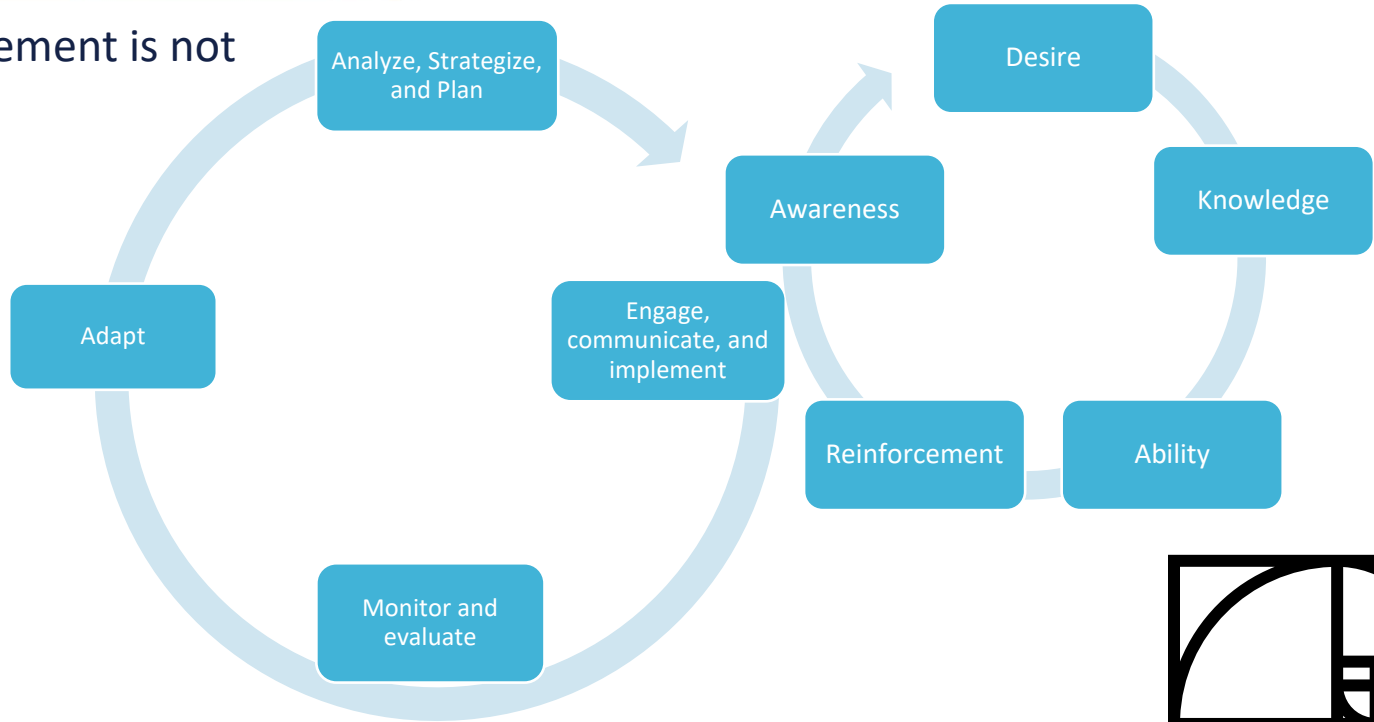 ement is not
Analyze, Strategize,
and Plan
Desire
Knowledge
Awareness
Engage,
communicate, and
implement
Adapt
Reinforcement
Ability
Monitor and
evaluate